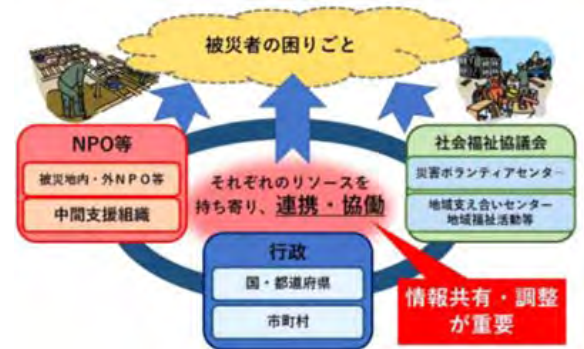 被災者の困りごと
NPO等
被災地内・外NPO等
中間支援組織
それぞれのリソースを
持ち寄り、連携・協働
社会福祉協議会
災害ボランティアセンター
地域支え合いセンター
地域福祉活動等
行政
国・都道府県
市町村
情報共有・調整
が重要